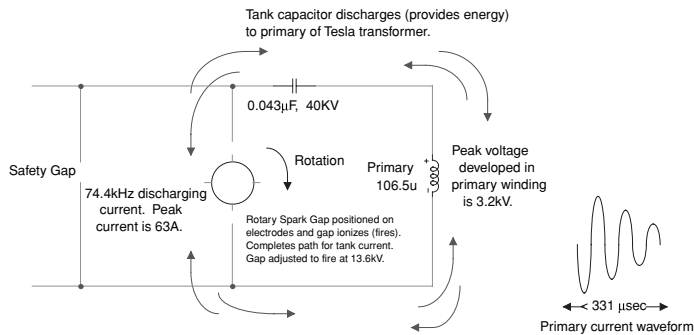 Tank capacitor discharges (provides energy)
to primary of Tesla transformer.
0.043µF, 40KV
Safety Gap
74.4kHz discharging
current. Peak
current is 63A.
Rotation
Rotary Spark Gap positioned on
electrodes and gap ionizes (fires).
Completes path for tank current.
Gap adjusted to fire at 13.6kV.
Primary
106.5u
+
-
Peak voltage
developed in
primary winding
is 3.2kV.
< 331 µsec
Primary current waveform